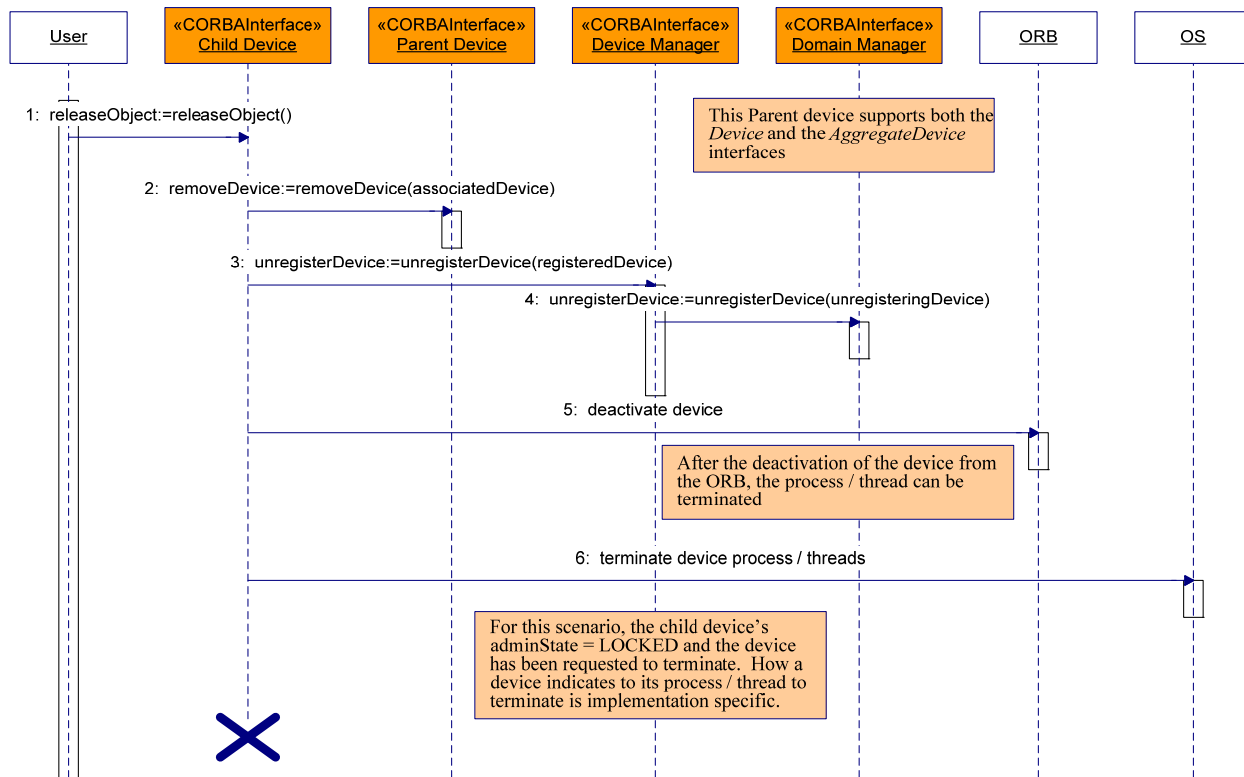 User
«CORBAInterface»
Child Device
«CORBAInterface»
Parent Device
«CORBAInterface»
Device Manager
«CORBAInterface»
Domain Manager
ORB
OS
1: releaseObject:=releaseObject()
This Parent device supports both the
Device and the AggregateDevice
interfaces
2: removeDevice:=removeDevice(associatedDevice)
3: unregisterDevice:=unregisterDevice(registeredDevice)
4: unregisterDevice:=unregisterDevice(unregisteringDevice)
5: deactivate device
After the deactivation of the device from
the ORB, the process / thread can be
terminated
6: terminate device process / threads
For this scenario, the child device’s
adminState = LOCKED and the device
has been requested to terminate. How a
device indicates to its process / thread to
terminate is implementation specific.